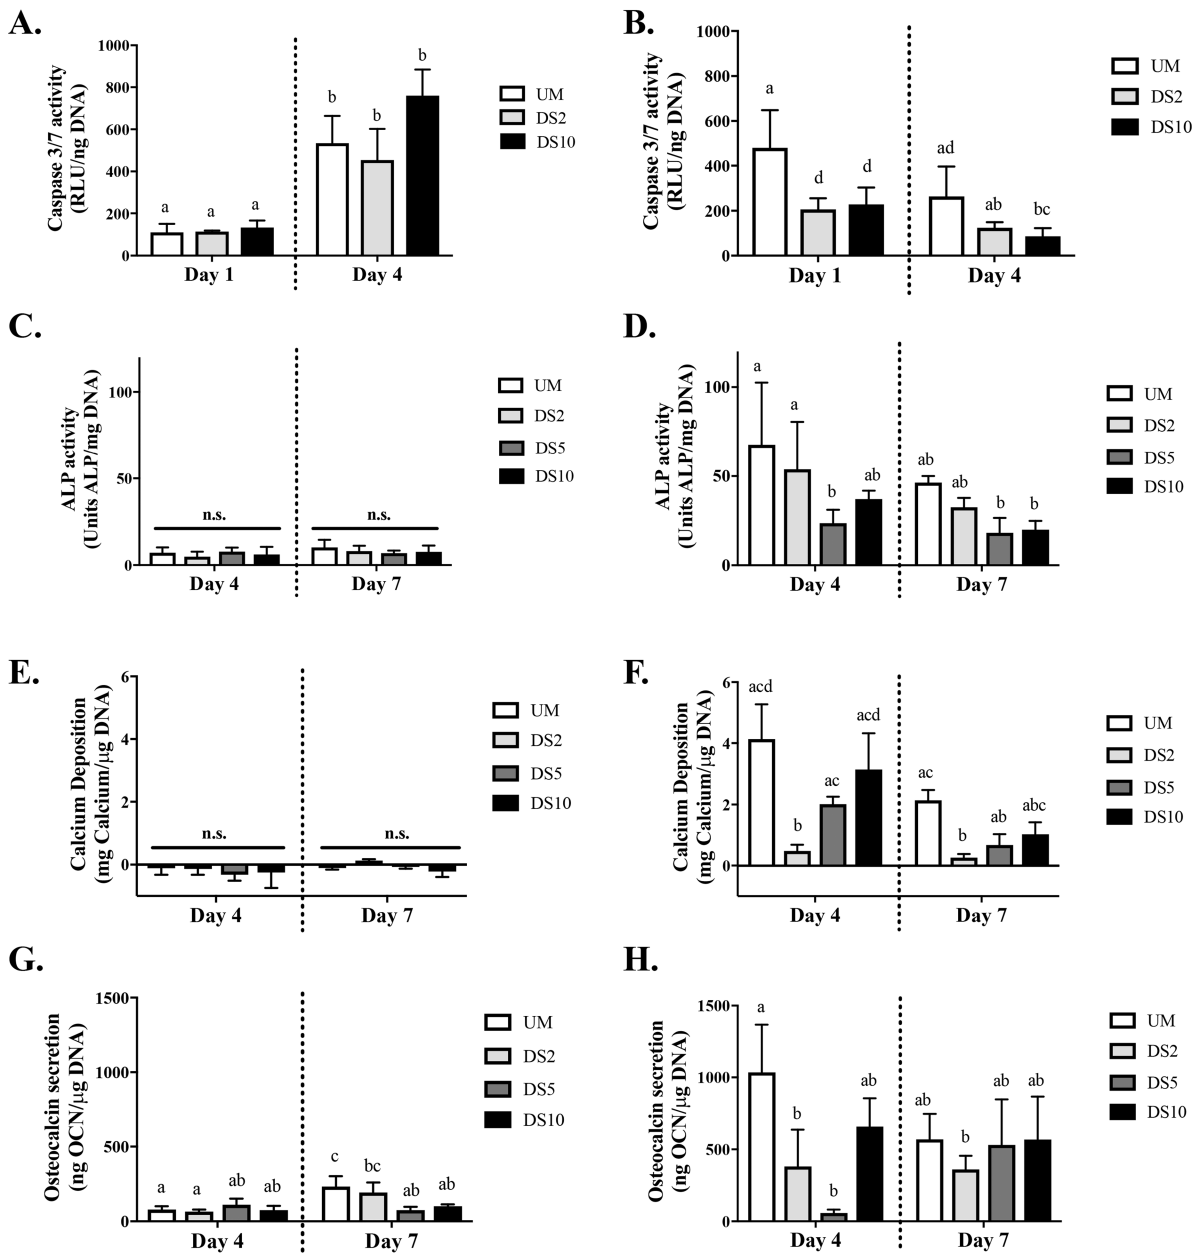 A.
Caspase 3/7 activity
(RLU/ng DNA)
1000
800
600
400
200
0
a
a
a
b
b
b
Day 1
Day 4
UM
DS2
DS10
B.
Caspase 3/7 activity
(RLU/ng DNA)
1000
800
600
400
200
0
a
d
d
ad
ab
bc
Day 1
Day 4
UM
DS2
DS10
C.
ALP activity
(Units ALP/mg DNA)
100
50
0
n.s.
n.s.
Day 4
Day 7
UM
DS2
DS5
DS10
D.
ALP activity
(Units ALP/mg DNA)
100
50
0
a
a
b
ab
ab
ab
b
b
Day 4
Day 7
UM
DS2
DS5
DS10
E.
Calcium Deposition
(mg Calcium/µg DNA)
6
4
2
0
n.s.
n.s.
Day 4
Day 7
UM
DS2
DS5
DS10
F.
Calcium Deposition
(mg Calcium/µg DNA)
6
4
2
0
acd
b
ac
acd
ac
b
ab
abc
Day 4
Day 7
UM
DS2
DS5
DS10
G.
Osteocalcin secretion
(ng OCN/µg DNA)
1500
1000
500
0
a
a
ab
ab
c
bc
ab
ab
Day 4
Day 7
UM
DS2
DS5
DS10
H.
Osteocalcin secretion
(ng OCN/µg DNA)
1500
1000
500
0
a
b
b
ab
ab
b
ab
ab
Day 4
Day 7
UM
DS2
DS5
DS10